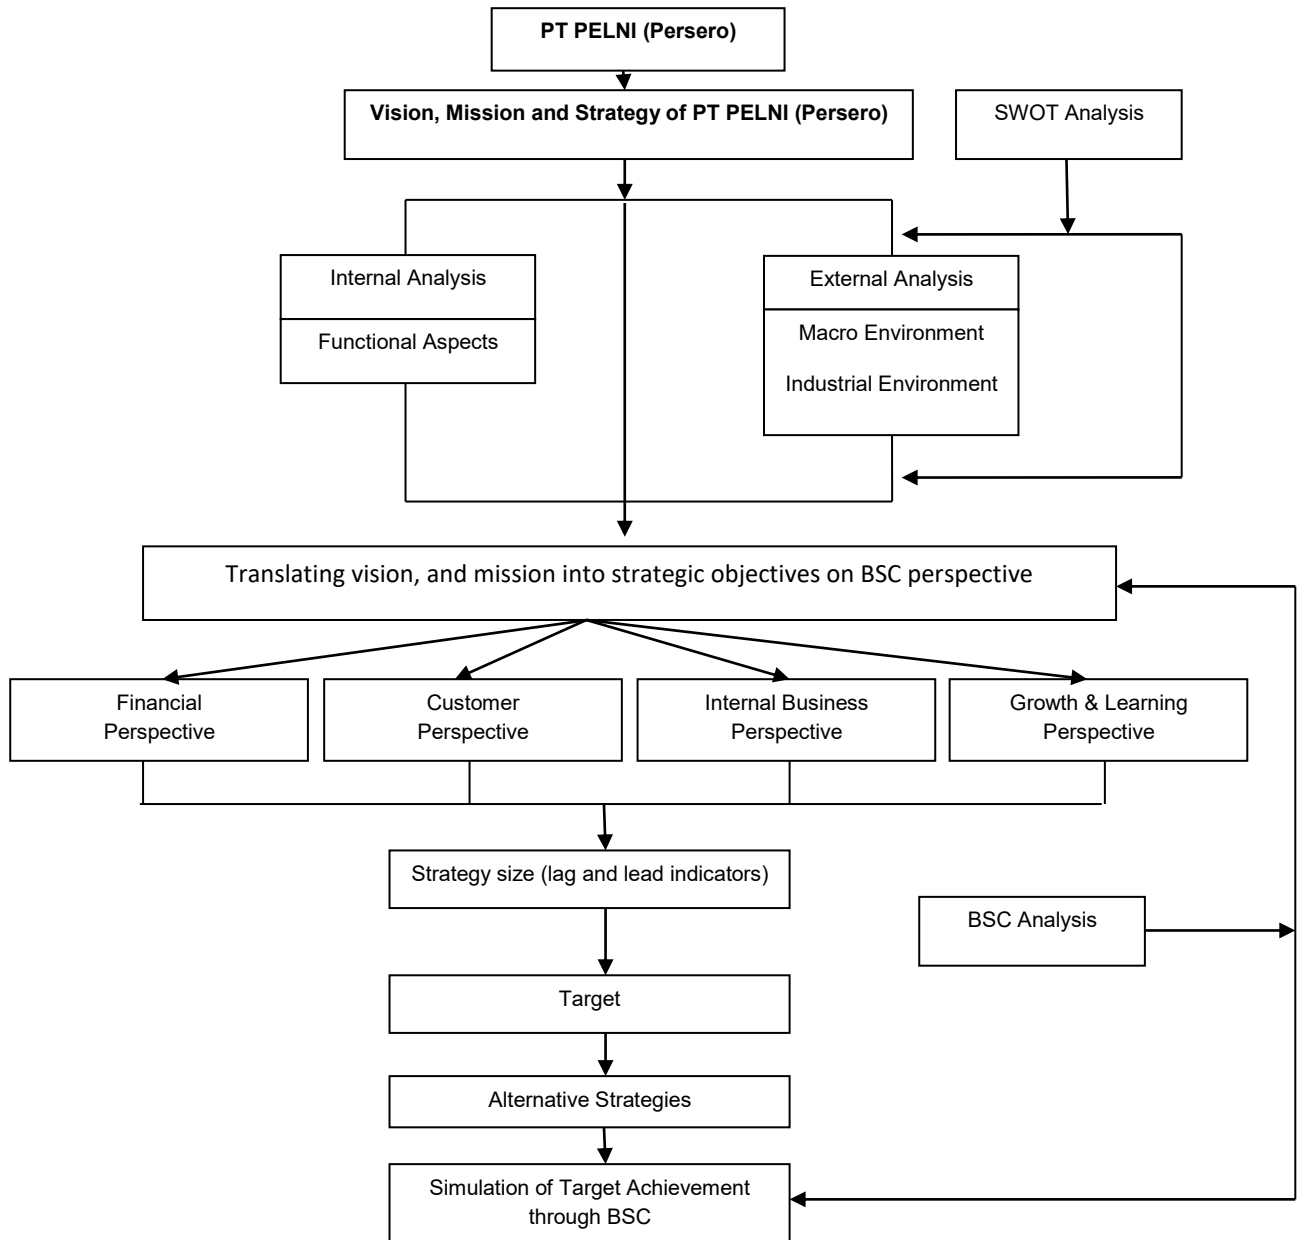 PT PELNI (Persero)
Vision, Mission and Strategy of PT PELNI (Persero)
SWOT Analysis
Internal Analysis
Functional Aspects
External Analysis
Macro Environment
Industrial Environment
Translating vision, and mission into strategic objectives on BSC perspective
Financial
Perspective
Customer
Perspective
Internal Business
Perspective
Growth & Learning
Perspective
Strategy size (lag and lead indicators)
BSC Analysis
Target
Alternative Strategies
Simulation of Target Achievement
through BSC